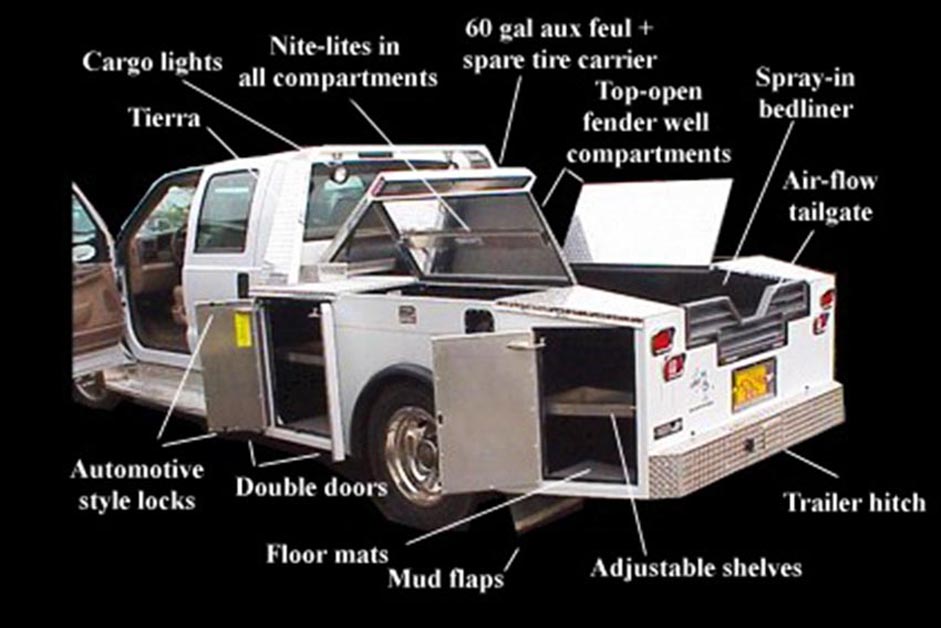 Cargo lights
Nite-lites in
all compartments
60 gal aux feul +
spare tire carrier
Top-open
fender well
compartments
Spray-in
bedliner
Tierra
Air-flow
tailgate
Automotive
style locks
Double doors
Floor mats
Mud flaps
Adjustable shelves
Trailer hitch